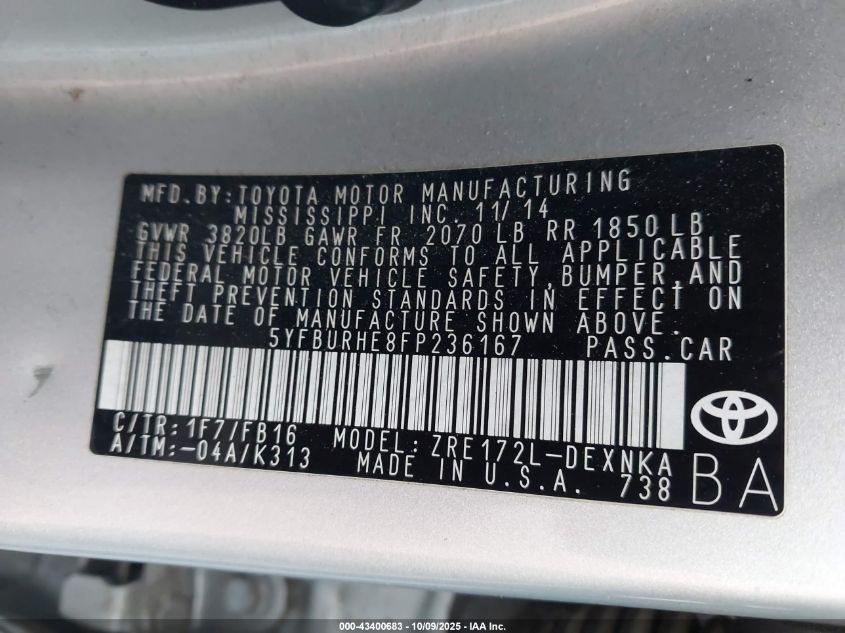 MFD. BY: TOYOTA MOTOR MANUFACTURING
MISSISSIPPI INC. 11/14
GVWR 3820LB GAWR FR 2070 LB RR 1850 LB
THIS VEHICLE CONFORMS TO ALL APPLICABLE
FEDERAL MOTOR VEHICLE SAFETY, BUMPER, AND
THEFT PREVENTION STANDARDS IN EFFECT ON
THE DATE OF MANUFACTURE SHOWN ABOVE.
5YFBURHE8FP236167 PASS. CAR
C/TR: 1F7/FB16 MODEL: ZRE172L-DEXNKA
A/TM: -04A/K313 MADE IN U.S.A. 738
BA
000-43400683 | 10/09/2025 | © IAA Inc.